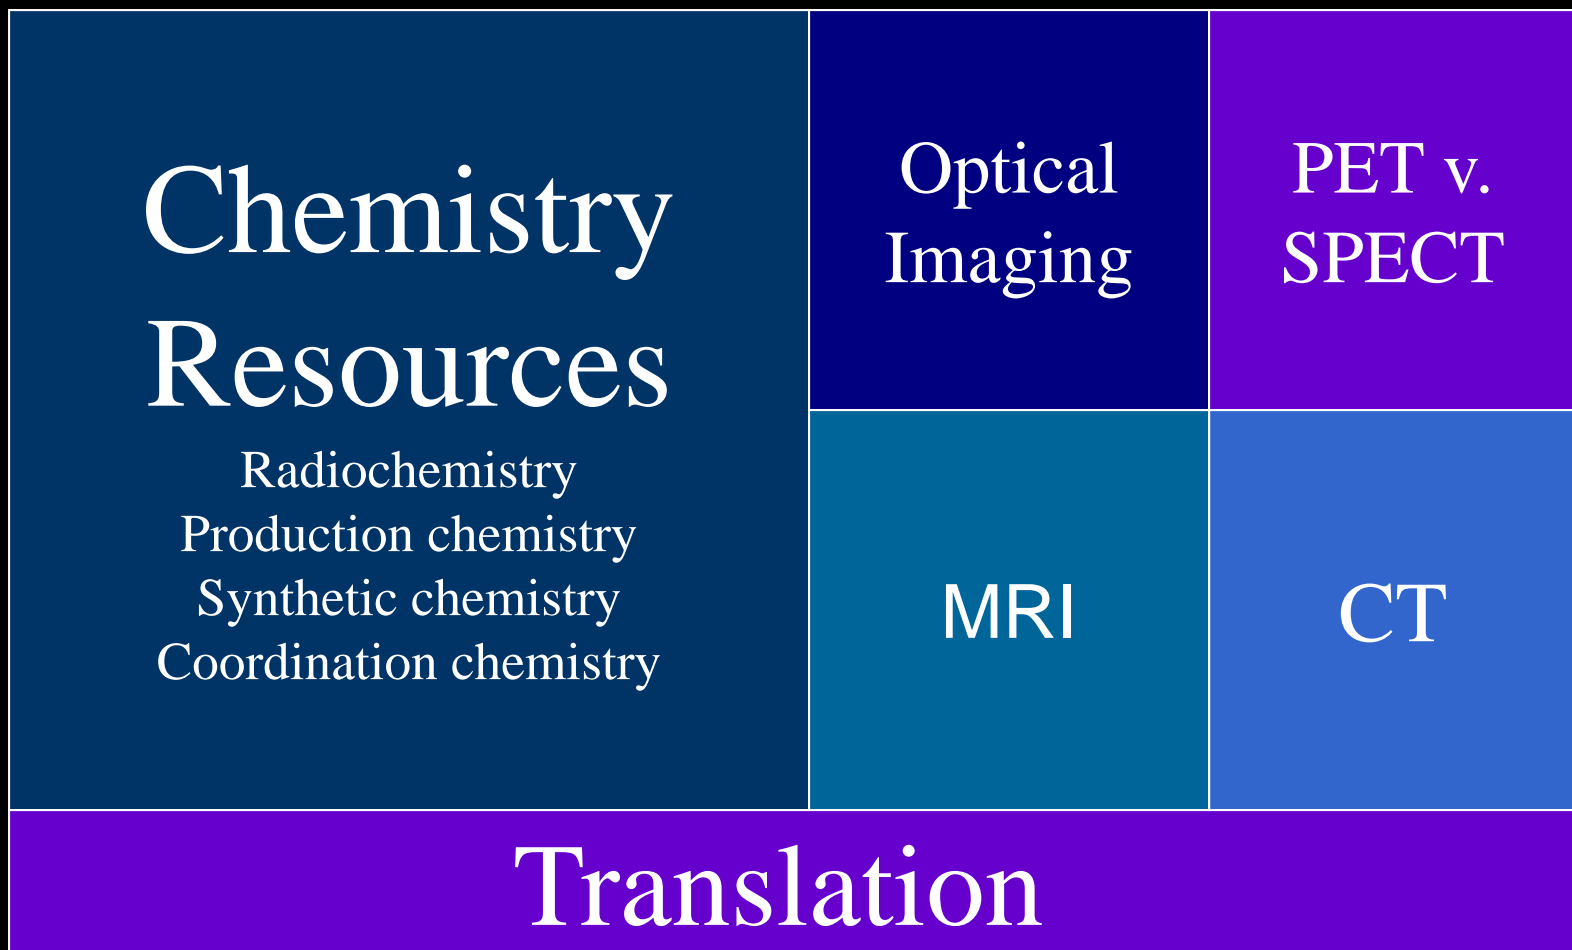 Chemistry
Resources
Radiochemistry
Production chemistry
Synthetic chemistry
Coordination chemistry
Optical
Imaging
PET v.
SPECT
MRI
CT
Translation